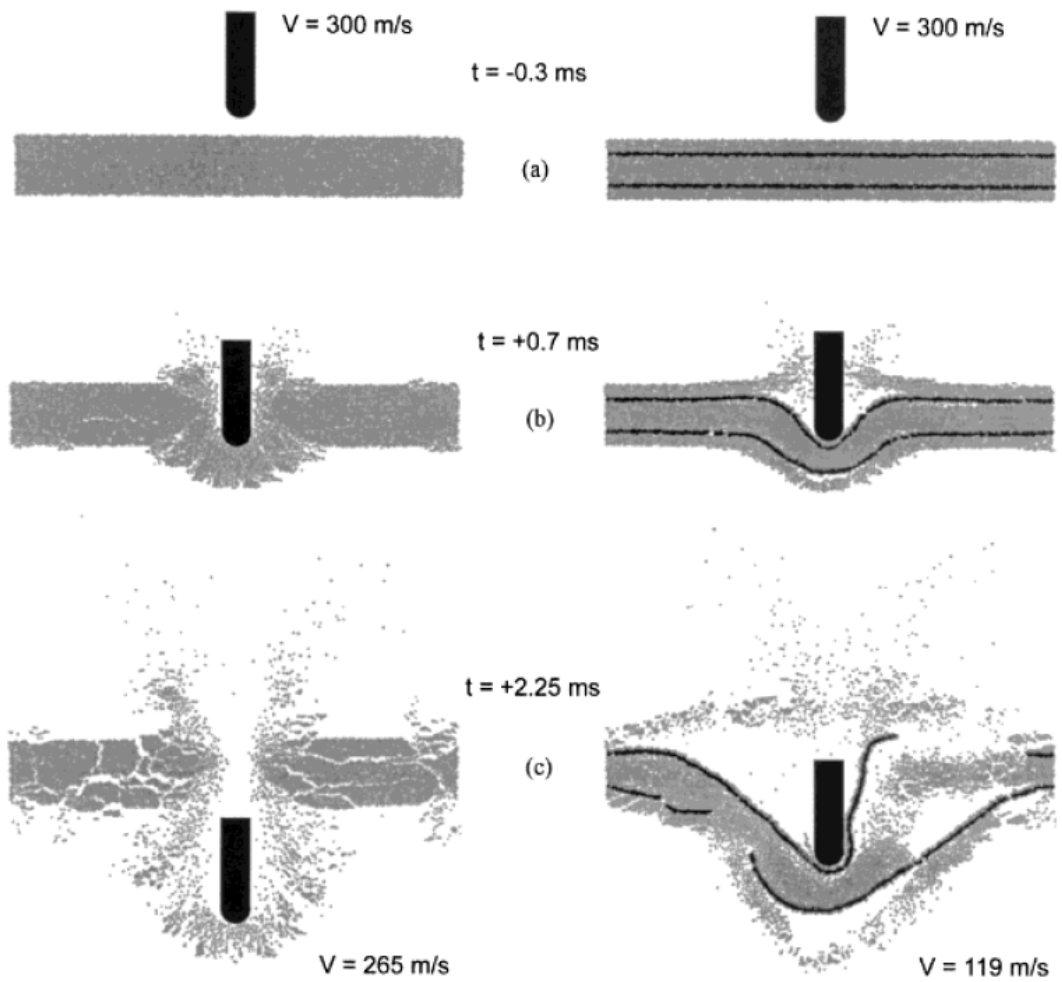 V = 300 m/s
V = 300 m/s
t = -0.3 ms
(a)
t = +0.7 ms
(b)
t = +2.25 ms
(c)
V = 265 m/s
V = 119 m/s